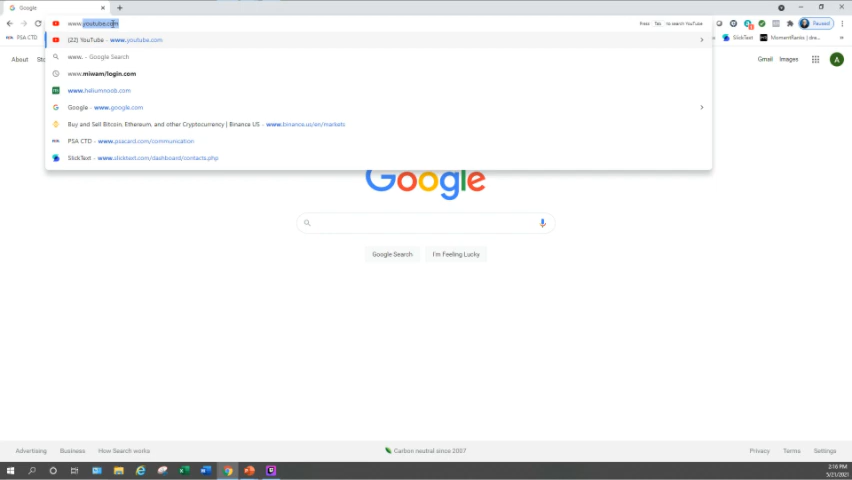 Google
www.youtube.com
Press Tab to search YouTube
Paused
PSA CTD
SlickText
MomentRanks | dre...
(22) YouTube - www.youtube.com
www. - Google Search
www.miwam/login.com
www.heliumnoob.com
Google - www.google.com
Buy and Sell Bitcoin, Ethereum, and other Cryptocurrency | Binance US - www.binance.us/en/markets
PSA CTD - www.psacard.com/communication
SlickText - www.slicktext.com/dashboard/contacts.php
About
Gmail
Images
A
Google
Google Search
I'm Feeling Lucky
Advertising
Business
How Search works
Carbon neutral since 2007
Privacy
Terms
Settings
2:16 PM
5/21/2021